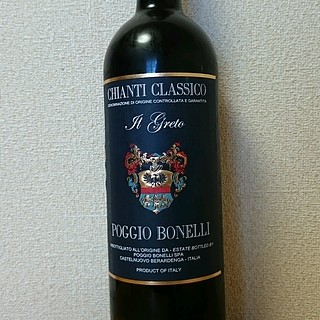 CHIANTI CLASSICO
DENOMINAZIONE DI ORIGINE CONTROLLATA E GARANTITA
Il Greto
POGGIO BONELLI
IMBOTTIGLIATO ALL'ORIGINE DA - ESTATE BOTTLED BY
POGGIO BONELLI SPA
CASTELNUOVO BERARDENGA - ITALIA
PRODUCT OF ITALY